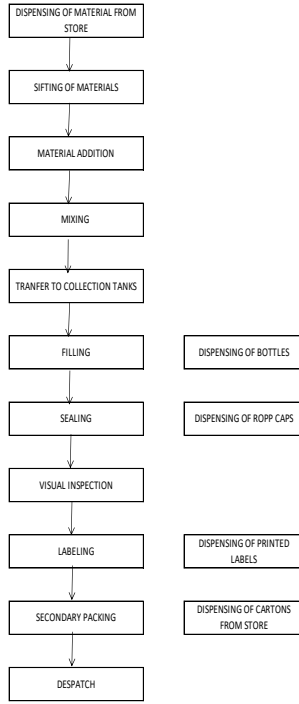 DISPENSING OF MATERIAL FROM
STORE
SIFTING OF MATERIALS
MATERIAL ADDITION
MIXING
TRANFER TO COLLECTION TANKS
FILLING
DISPENSING OF BOTTLES
SEALING
DISPENSING OF ROPP CAPS
VISUAL INSPECTION
LABELING
DISPENSING OF PRINTED
LABELS
SECONDARY PACKING
DISPENSING OF CARTONS
FROM STORE
DESPATCH